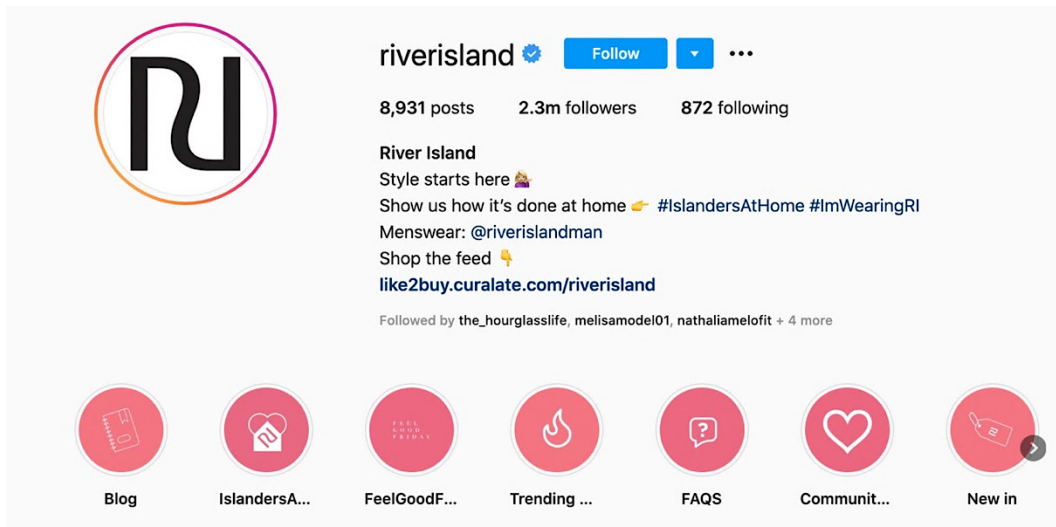 riverisland Follow
8,931 posts 2.3m followers 872 following
River Island
Style starts here 💁🏼‍♀️
Show us how it's done at home 👉 #IslandersAtHome #ImWearingRI
Menswear: @riverislandman
Shop the feed 👇
like2buy.curalate.com/riverisland
Followed by the_hourglasslife, melisamodel01, nathaliamelofit + 4 more
FEEL
GOOD
FRIDAY
Blog IslandersA... FeelGoodF... Trending ... FAQS Communit... New in